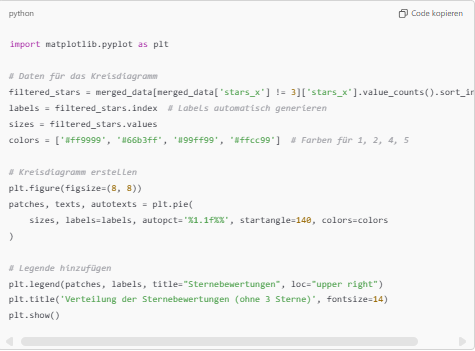 python
Code kopieren
import matplotlib.pyplot as plt
# Daten für das Kreisdiagramm
filtered_stars = merged_data[merged_data['stars_x'] != 3]['stars_x'].value_counts().sort_in
labels = filtered_stars.index  # Labels automatisch generieren
sizes = filtered_stars.values
colors = ['#ff9999', '#66b3ff', '#99ff99', '#ffcc99']  # Farben für 1, 2, 4, 5
# Kreisdiagramm erstellen
plt.figure(figsize=(8, 8))
patches, texts, autotexts = plt.pie(
    sizes, labels=labels, autopct='%1.1f%%', startangle=140, colors=colors
)
# Legende hinzufügen
plt.legend(patches, labels, title="Sternebewertungen", loc="upper right")
plt.title('Verteilung der Sternebewertungen (ohne 3 Sterne)', fontsize=14)
plt.show()